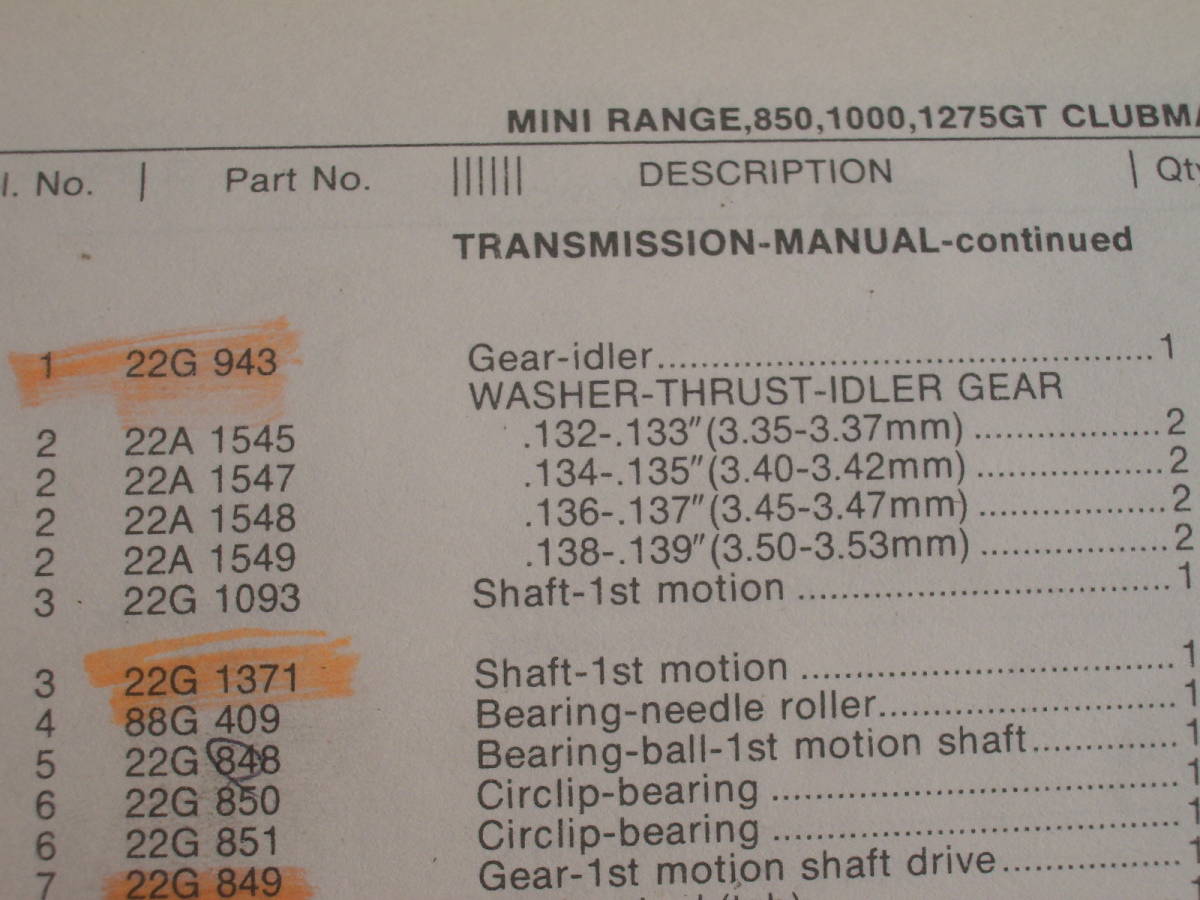 MINI RANGE,850,1000,1275GT
l. No. | Part No. |||||| DESCRIPTION |
TRANSMISSION-MANUAL-continued
1 22G 943 Gear-idler 1
WASHER-THRUST-IDLER GEAR
2 22A 1545 .132-.133″(3.35-3.37mm) 2
2 22A 1547 .134-.135″(3.40-3.42mm) 2
2 22A 1548 .136-.137″(3.45-3.47mm) 2
2 22A 1549 .138-.139″(3.50-3.53mm) 2
3 22G 1093 Shaft-1st motion 1
3 22G 1371 Shaft-1st motion 1
4 88G 409 Bearing-needle roller 1
5 22G 848 Bearing-ball-1st motion shaft 1
6 22G 850 Circlip-bearing 1
6 22G 851 Circlip-bearing 1
7 22G 849 Gear-1st motion shaft drive 1